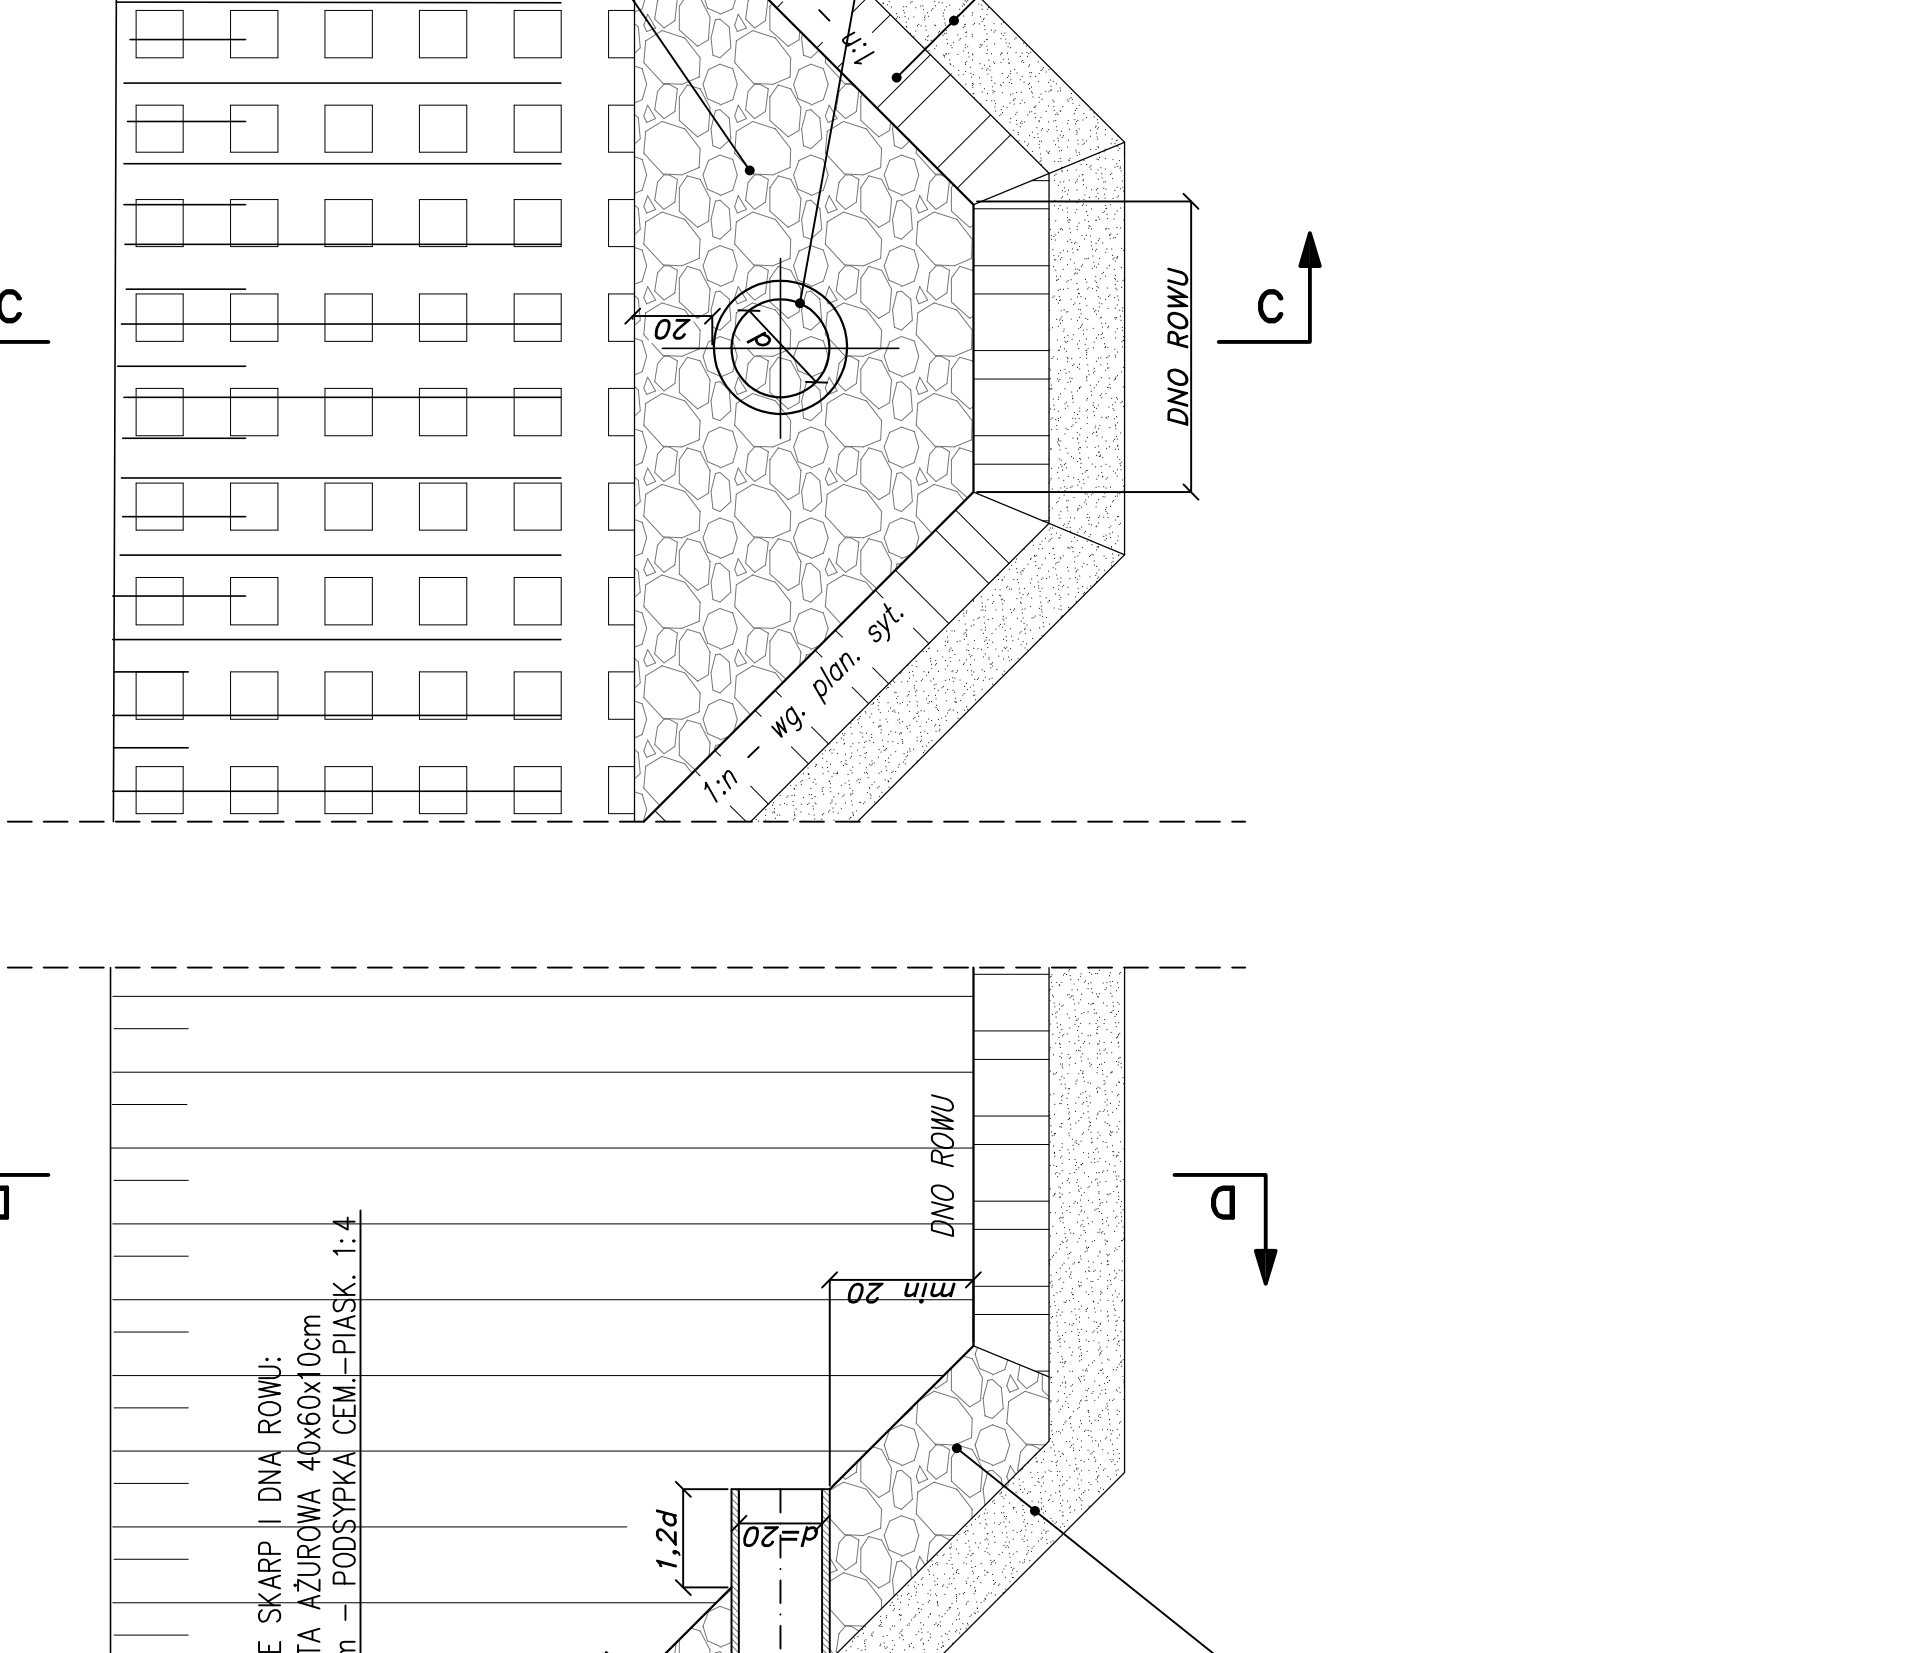 1:n -
C
DNO ROWU
C
20
d
1:n - wg. plan. syt.
DNO ROWU
D
min 20
1,2d
d=20
E SKARP I DNA ROWU:
TA AŻUROWA 40x60x10cm
m - PODSYPKA CEM.-PIASK. 1:4